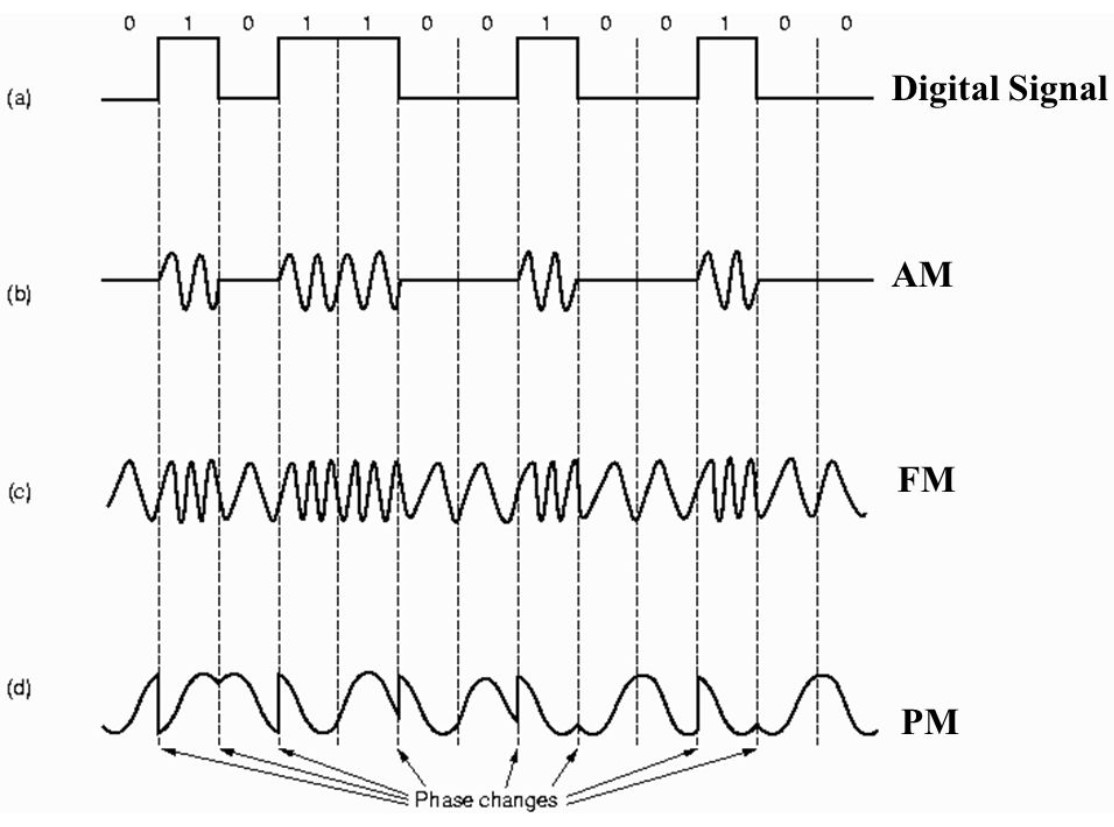 0 1 0 1 1 0 0 1 0 0 1 0 0
(a) Digital Signal
(b) AM
(c) FM
(d) PM
Phase changes